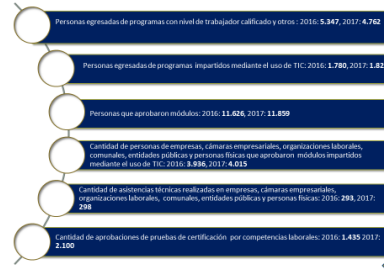 Personas egresadas de programas con nivel de trabajador calificado y otros : 2016: 5.347, 2017: 4.762
Personas egresadas de programas impartidos mediante el uso de TIC: 2016: 1.780, 2017: 1.82
Personas que aprobaron módulos: 2016: 11.626, 2017: 11.859
Cantidad de personas de empresas, cámaras empresariales, organizaciones laborales,
comunales, entidades públicas y personas físicas que aprobaron módulos impartidos
mediante el uso de TIC: 2016: 3.936, 2017: 4.015
Cantidad de asistencias técnicas realizadas en empresas, cámaras empresariales,
organizaciones laborales, comunales, entidades públicas y personas físicas: 2016: 293, 2017:
298
Cantidad de aprobaciones de pruebas de certificación por competencias laborales: 2016: 1.435 2017:
2.100